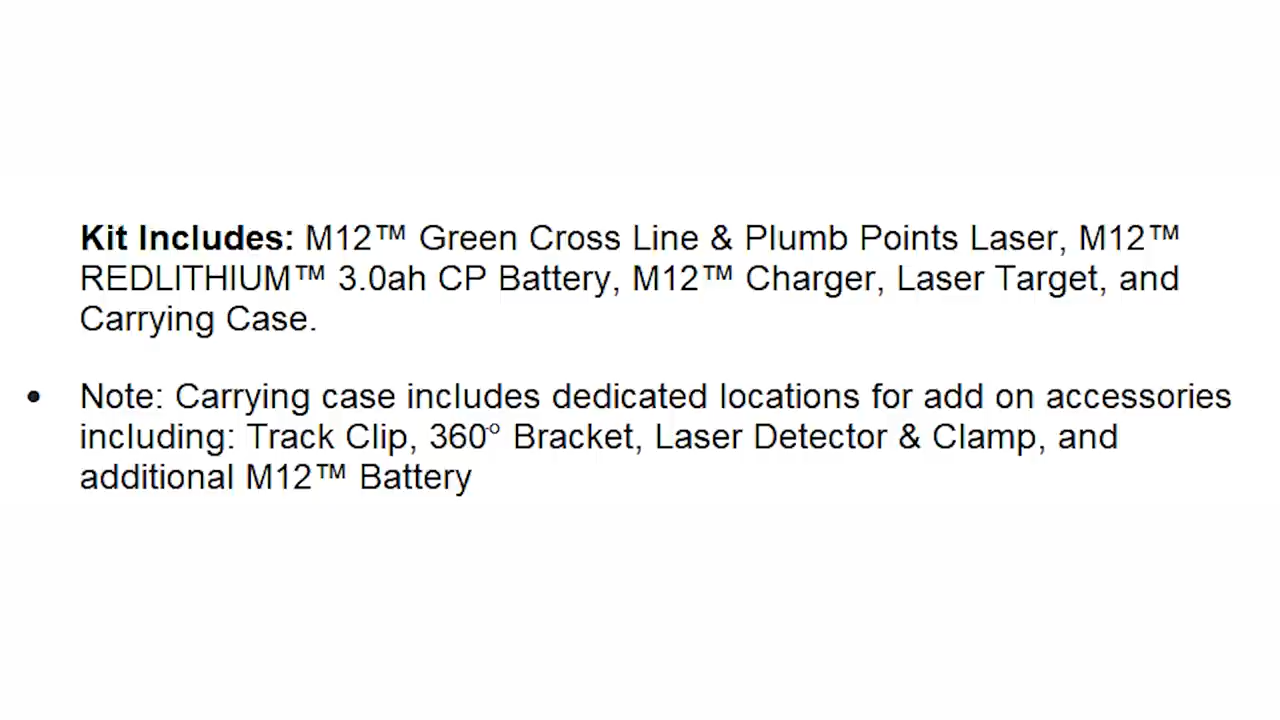 Kit Includes: M12™ Green Cross Line & Plumb Points Laser, M12™
REDLITHIUM™ 3.0ah CP Battery, M12™ Charger, Laser Target, and
Carrying Case.
• Note: Carrying case includes dedicated locations for add on accessories
including: Track Clip, 360° Bracket, Laser Detector & Clamp, and
additional M12™ Battery